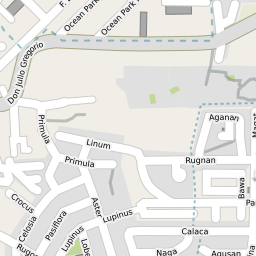 Ocean Park
Ocean Park
F.
Don Julio Gregorio
Primula
Linum
Primula
Aganan
Magat
Rugnan
Bawa
Crocus
Celosia
Pasiflora
Aster
Lupinus
Calaca
Lupinus
Naga
Agusan